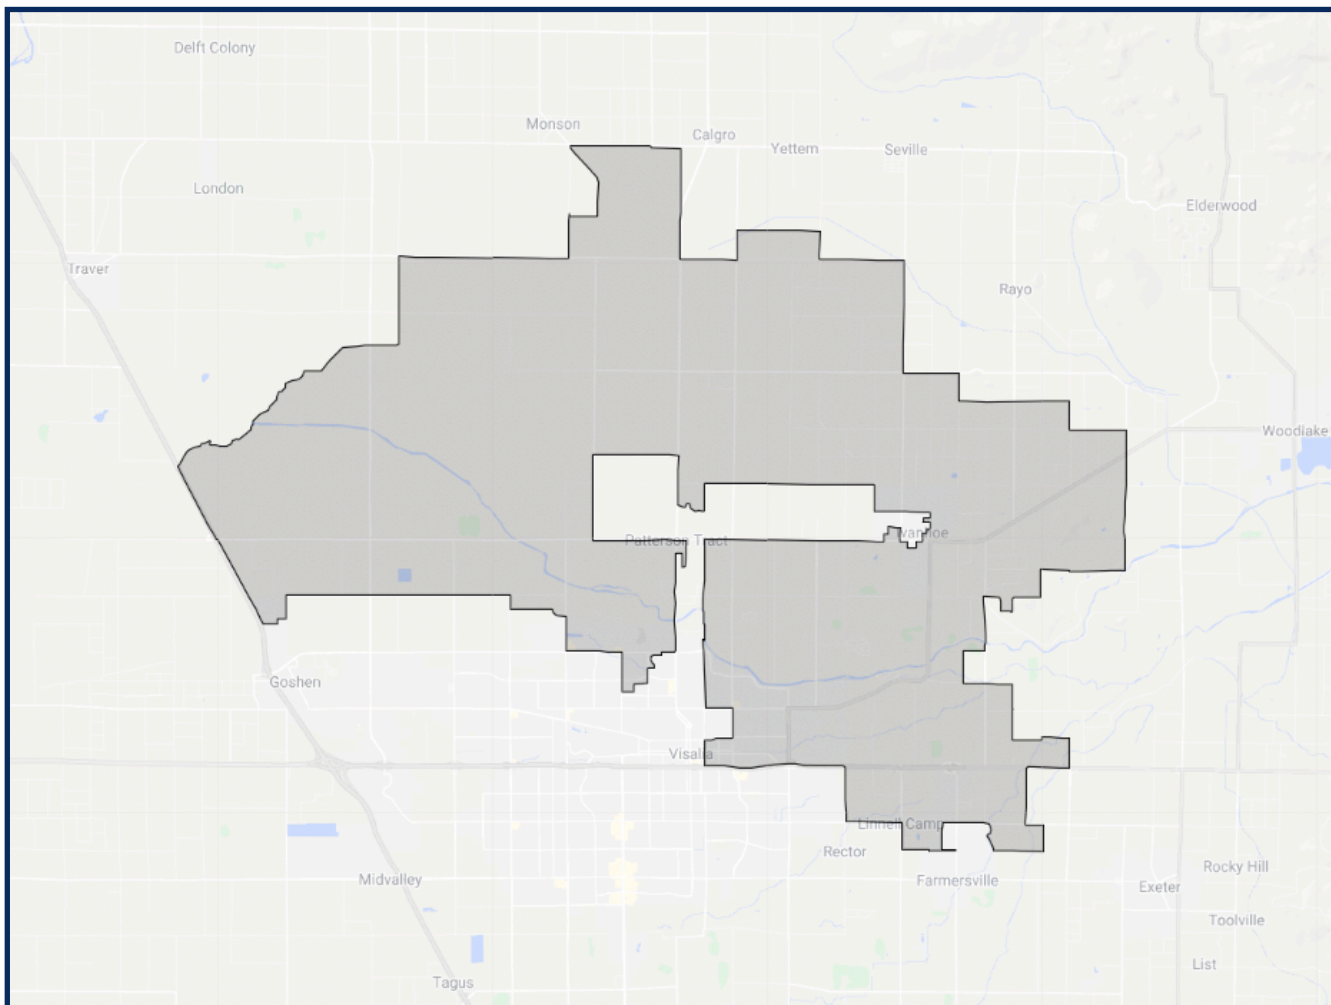 Delft Colony
Monson
Calgro
Yettem
Seville
London
Elderwood
Traver
Rayo
Woodlake
Ivanhoe
Patterson Tract
Goshen
Visalia
Linnell Camp
Rector
Midvalley
Farmersville
Rocky Hill
Exeter
Toolville
List
Tagus